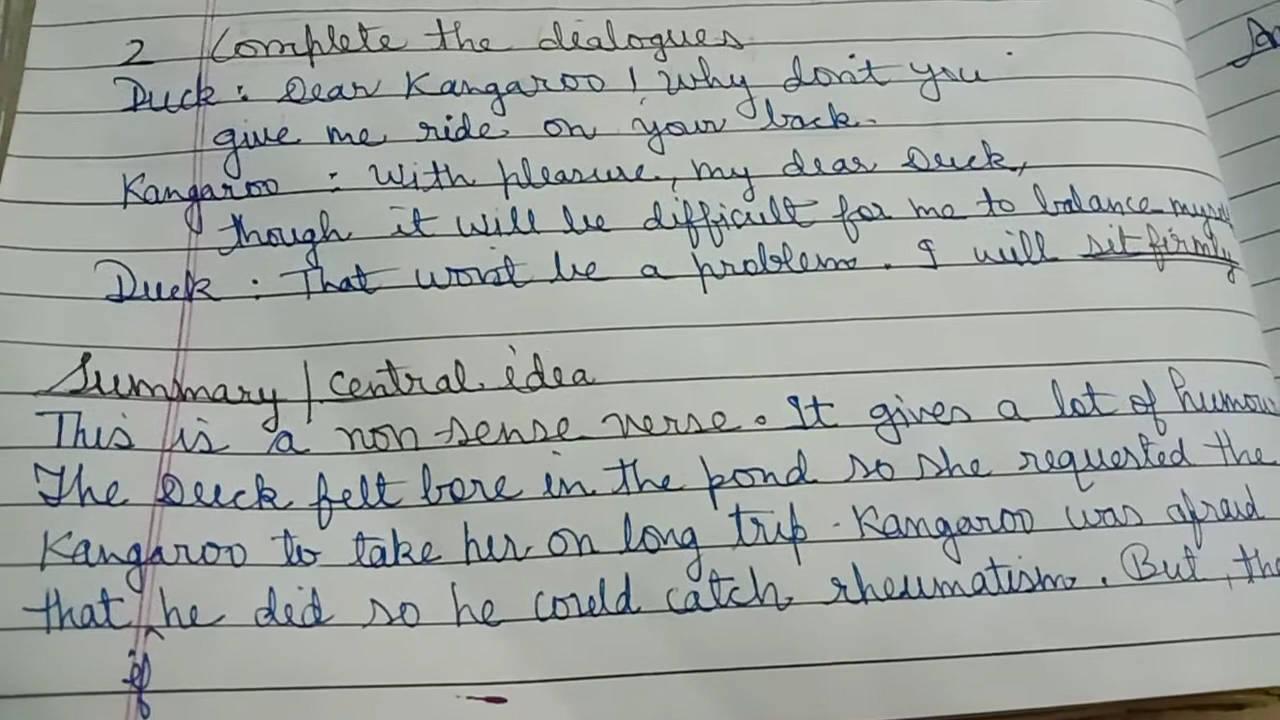 2 Complete the dialogues
Duck : Dear Kangaroo ! Why don't you
give me ride on your back.
Kangaroo : With pleasure, my dear Duck,
though it will be difficult for me to balance myself
Duck : That won't be a problem. I will sit firmly
Summary / central idea
This is a non-sense verse. It gives a lot of humour
The Duck felt bore in the pond so she requested the
Kangaroo to take her on long trip. Kangaroo was afraid
that if he did so he could catch rheumatism. But, the